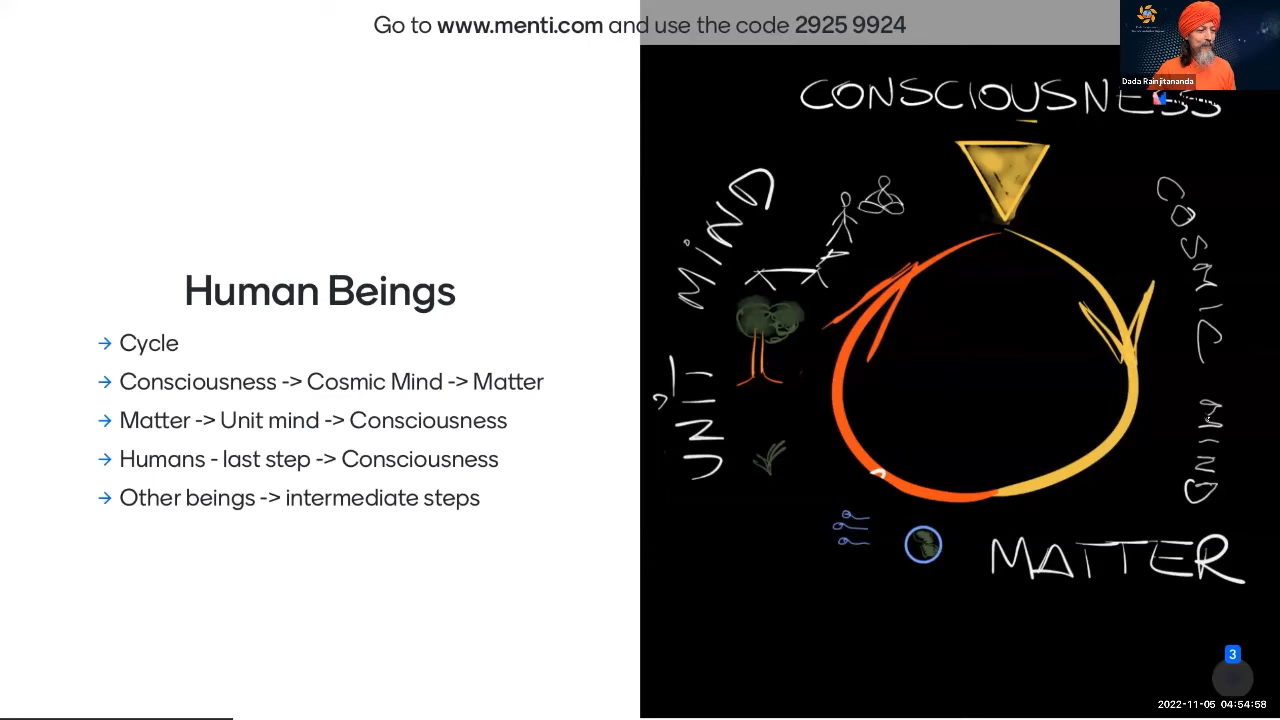 Go to www.menti.com and use the code 2925 9924
Dada Rainjitananda
CONSCIOUSNESS
MiND
COSMIC MIND
UNIT
MATTER
Human Beings
→ Cycle
→ Consciousness -> Cosmic Mind -> Matter
→ Matter -> Unit mind -> Consciousness
→ Humans - last step -> Consciousness
→ Other beings -> intermediate steps
3
2022-11-05 04:54:58